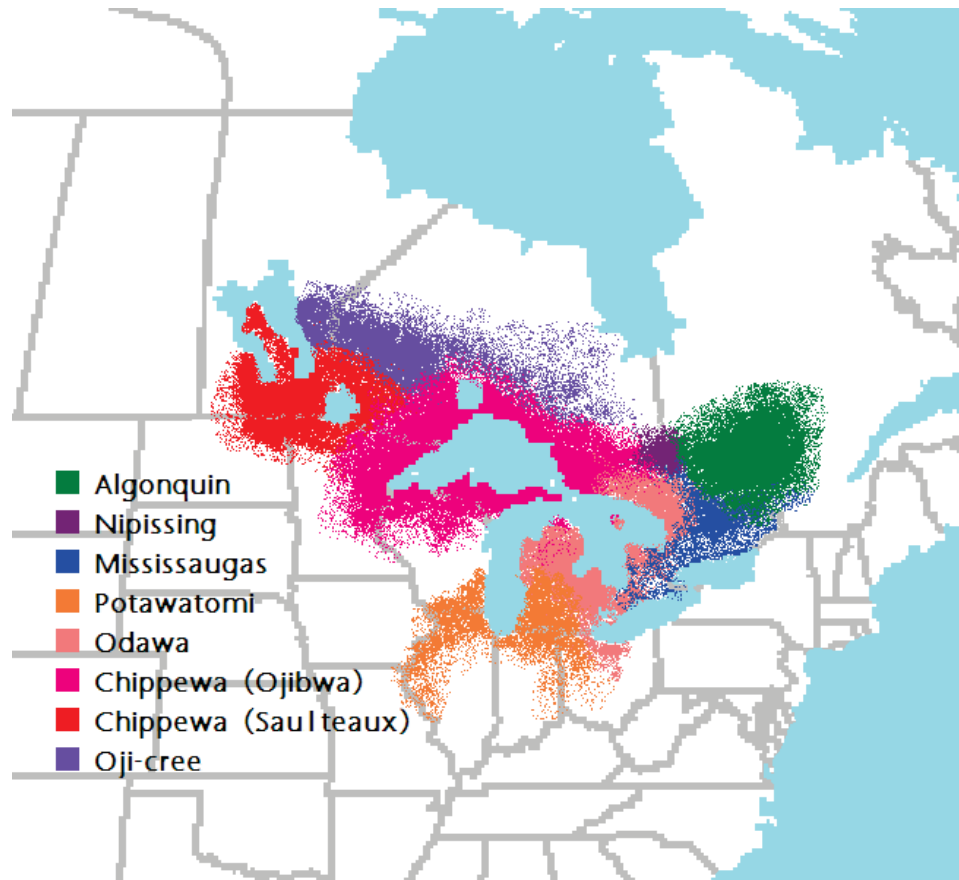 Algonquin
Nipissing
Mississaugas
Potawatomi
Odawa
Chippewa (Ojibwa)
Chippewa (Saulteaux)
Oji-cree